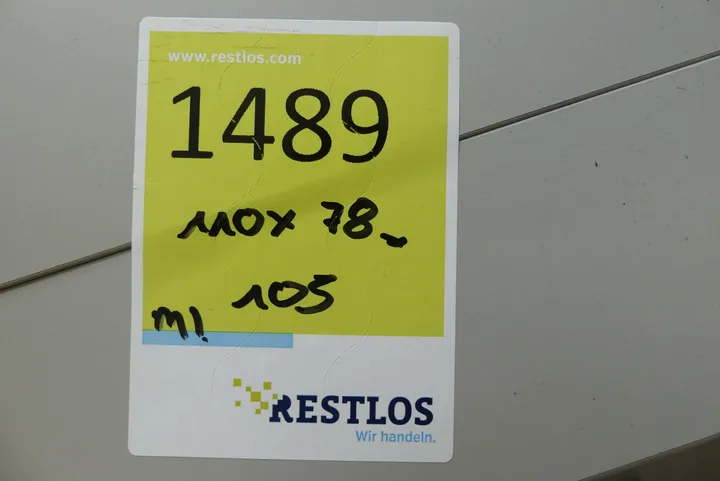 www.restlos.com
1489
110x 78-
105
m!
RESTLOS
Wir handeln.